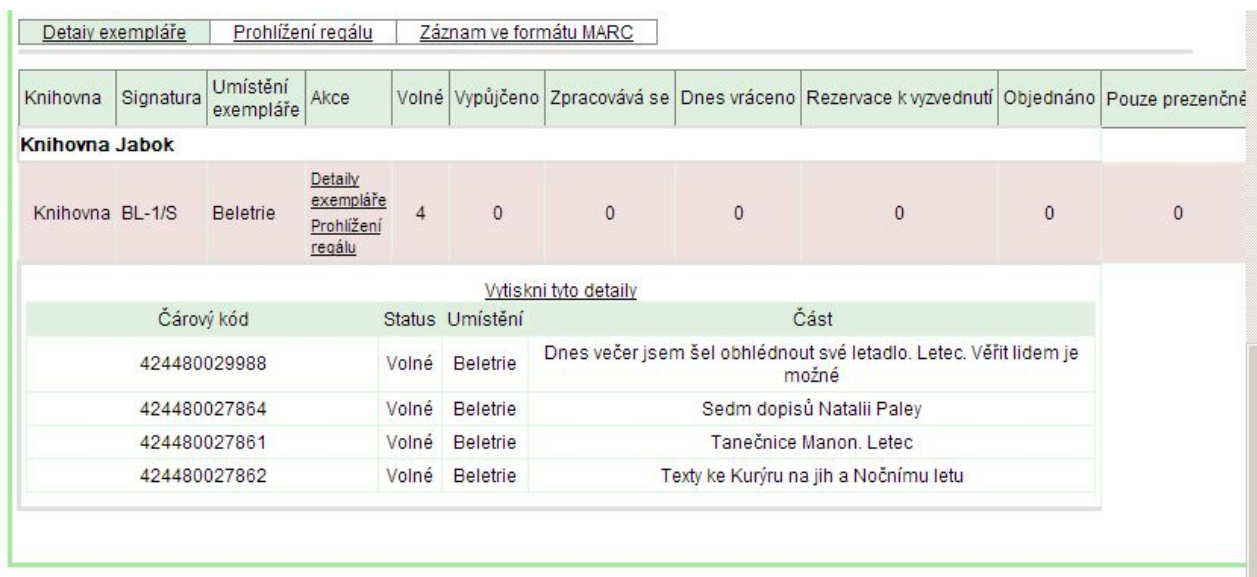 Detaiy exempláře Prohlížení regálu Záznam ve formátu MARC
Knihovna Signatura Umístění exempláře Akce Volné Vypůjčeno Zpracovává se Dnes vráceno Rezervace k vyzvednutí Objednáno Pouze prezenčně
Knihovna Jabok
Knihovna BL-1/S Beletrie Detaily exempláře Prohlížení regálu 4 0 0 0 0 0 0
Vytiskni tyto detaily
Čárový kód Status Umístění Část
424480029988 Volné Beletrie Dnes večer jsem šel obhlédnout své letadlo. Letec. Věřit lidem je
možné
424480027864 Volné Beletrie Sedm dopisů Natalii Paley
424480027861 Volné Beletrie Tanečnice Manon. Letec
424480027862 Volné Beletrie Texty ke Kurýru na jih a Nočnímu letu